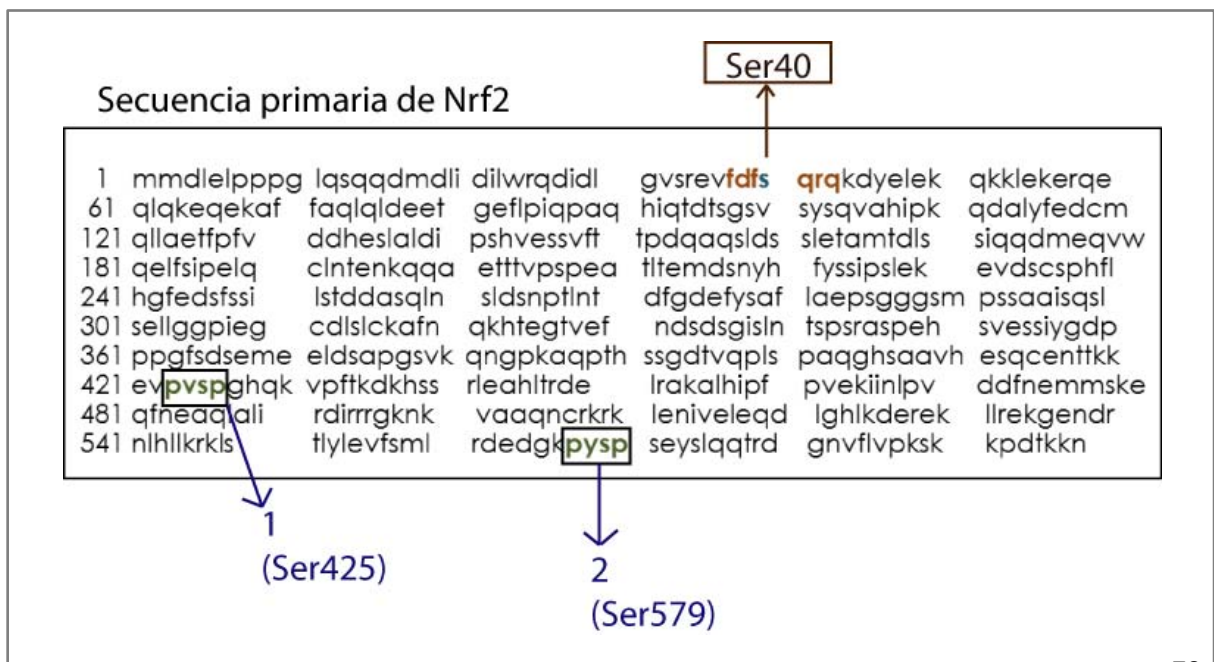 Ser40
Secuencia primaria de Nrf2
1 mmdlelpppg lqsqqdmdli dilwrqdidl gvsrevfdfs qrqkdyelek qkklekerqe
61 qlqkeqekaf faqlqldeet geflpiqpaq hiqtdtsgsv sysqvahipk qdalyfedcm
121 qllaetfpfv ddheslaldi pshvessvft tpdqaqslds sletamtdls siqqdmeqvw
181 qelfsipelq clntenkqqa etttvpspea tltemdsnyh fyssipslek evdscsphfl
241 hgfedsfssi lstddasqln sldsnptlnt dfgdefysaf laepsgggsm pssaaisqsl
301 sellggpieg cdlslckafn qkhtegtvef ndsdsgisln tspsraspeh svessiygdp
361 ppgfsdseme eldsapgsvk qngpkaqpth ssgdtvqpls paqghsaavh esqcenttkk
421 evpvspghqk vpftkdkhss rleahltrde lrakalhipf pvekiinlpv ddfnemmske
481 qfneaqlali rdirrrgknk vaaqncrkrk leniveleqd lghlkderek llrekgendr
541 nlhllkrkls tlylevfsml rdedgkpysp seyslqqtrd gnvflvpksk kpdtkkn
1
(Ser425)
2
(Ser579)